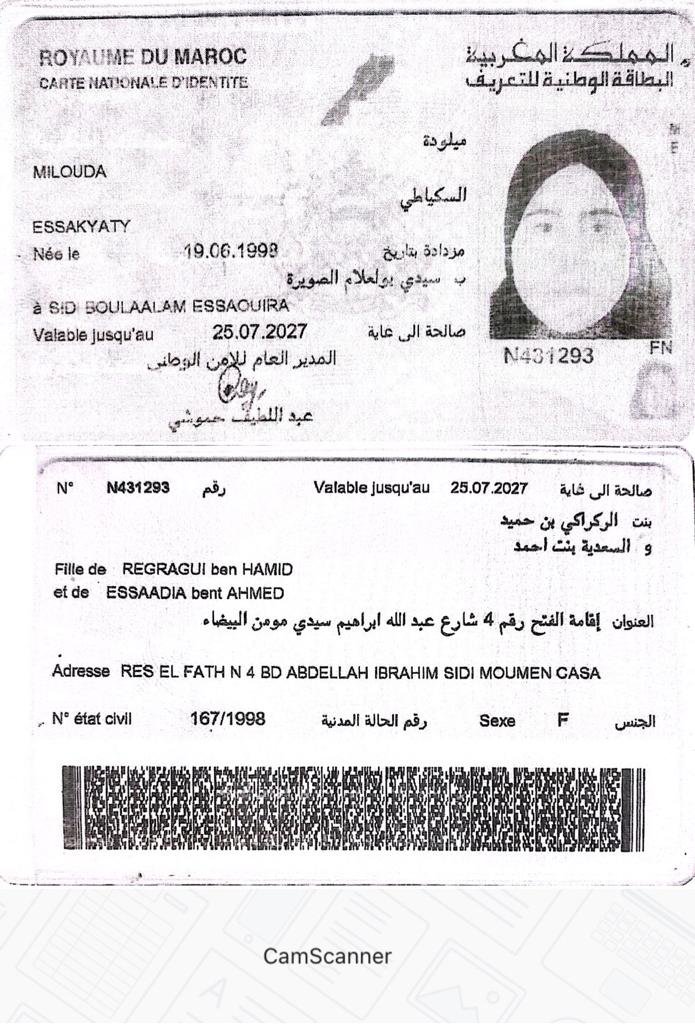 ROYAUME DU MAROC
المملكة المغربية
CARTE NATIONALE D'IDENTITE
البطاقة الوطنية للتعريف
ميلودة
MILOUDA
السكياطي
ESSAKYATY
Née le 19.06.1998 مزدادة بتاريخ
ب سيدي بولعلام الصويرة
à SIDI BOULAALAM ESSAOUIRA
Valable jusqu'au 25.07.2027 صالحة الى غاية
المدير العام للامن الوطني
عبد اللطيف حموشي
N431293
FN
N° N431293 رقم Valable jusqu'au 25.07.2027 صالحة الى غاية
بنت الركراكي بن حميد
و السعدية بنت احمد
Fille de REGRAGUI ben HAMID
et de ESSAADIA bent AHMED
العنوان إقامة الفتح رقم 4 شارع عبد الله ابراهيم سيدي مومن البيضاء
Adresse RES EL FATH N 4 BD ABDELLAH IBRAHIM SIDI MOUMEN CASA
N° état civil 167/1998 رقم الحالة المدنية Sexe F الجنس
CamScanner